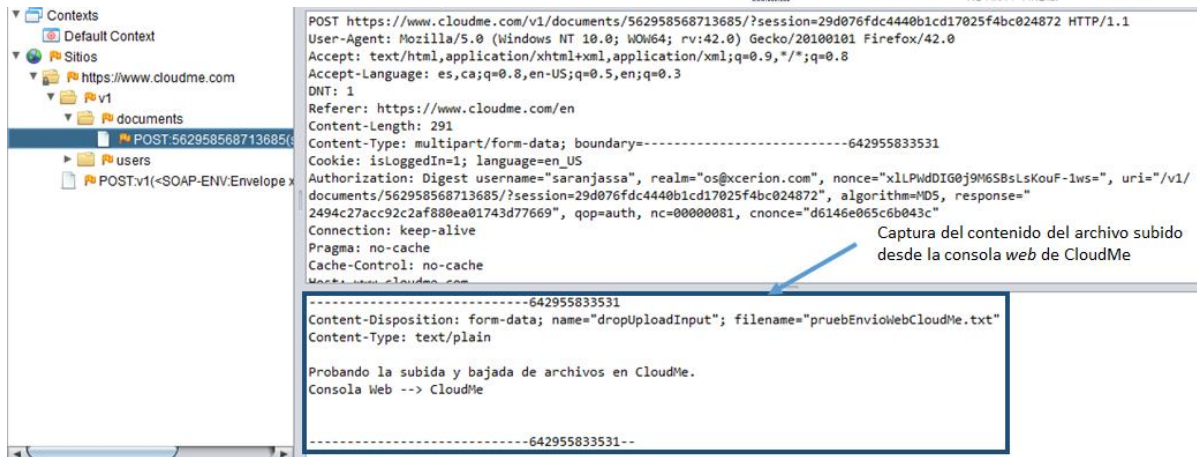 Contexts
Default Context
Sitios
https://www.cloudme.com
v1
documents
POST:562958568713685(
users
POST:v1(<SOAP-ENV:Envelope x
POST https://www.cloudme.com/v1/documents/562958568713685/?session=29d076fdc4440b1cd17025f4bc024872 HTTP/1.1
User-Agent: Mozilla/5.0 (Windows NT 10.0; WOW64; rv:42.0) Gecko/20100101 Firefox/42.0
Accept: text/html,application/xhtml+xml,application/xml;q=0.9,*/*;q=0.8
Accept-Language: es,ca;q=0.8,en-US;q=0.5,en;q=0.3
DNT: 1
Referer: https://www.cloudme.com/en
Content-Length: 291
Content-Type: multipart/form-data; boundary=---------------------------642955833531
Cookie: isLoggedIn=1; language=en_US
Authorization: Digest username="saranjassa", realm="os@xcerion.com", nonce="xlLPWdDIG0j9M6SBsLsKouF-1ws=", uri="/v1/
documents/562958568713685/?session=29d076fdc4440b1cd17025f4bc024872", algorithm=MD5, response="
2494c27acc92c2af880ea01743d77669", qop=auth, nc=00000081, cnonce="d6146e065c6b043c"
Connection: keep-alive
Pragma: no-cache
Cache-Control: no-cache
Host: www.cloudme.com
Captura del contenido del archivo subido
desde la consola web de CloudMe
-----------------------------642955833531
Content-Disposition: form-data; name="dropUploadInput"; filename="pruebEnvioWebCloudMe.txt"
Content-Type: text/plain
Probando la subida y bajada de archivos en CloudMe.
Consola Web --> CloudMe
-----------------------------642955833531--